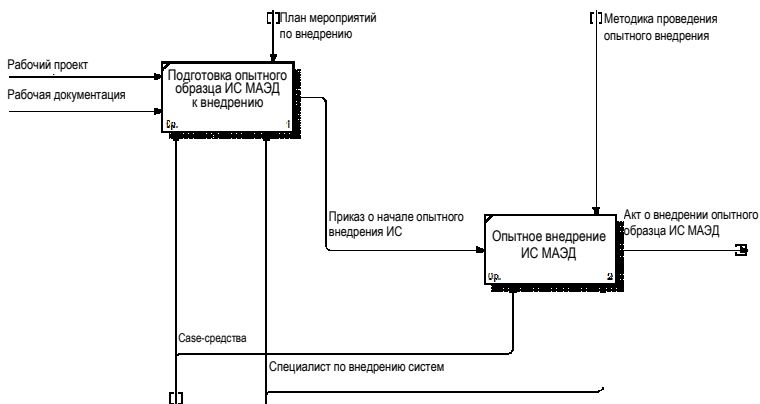 План мероприятий
по внедрению
Методика проведения
опытного внедрения
Рабочий проект
Рабочая документация
Подготовка опытного
образца ИС МАЭД
к внедрению
0р. 1
Приказ о начале опытного
внедрения ИС
Акт о внедрении опытного
образца ИС МАЭД
Опытное внедрение
ИС МАЭД
0р. 2
Case-средства
Специалист по внедрению систем